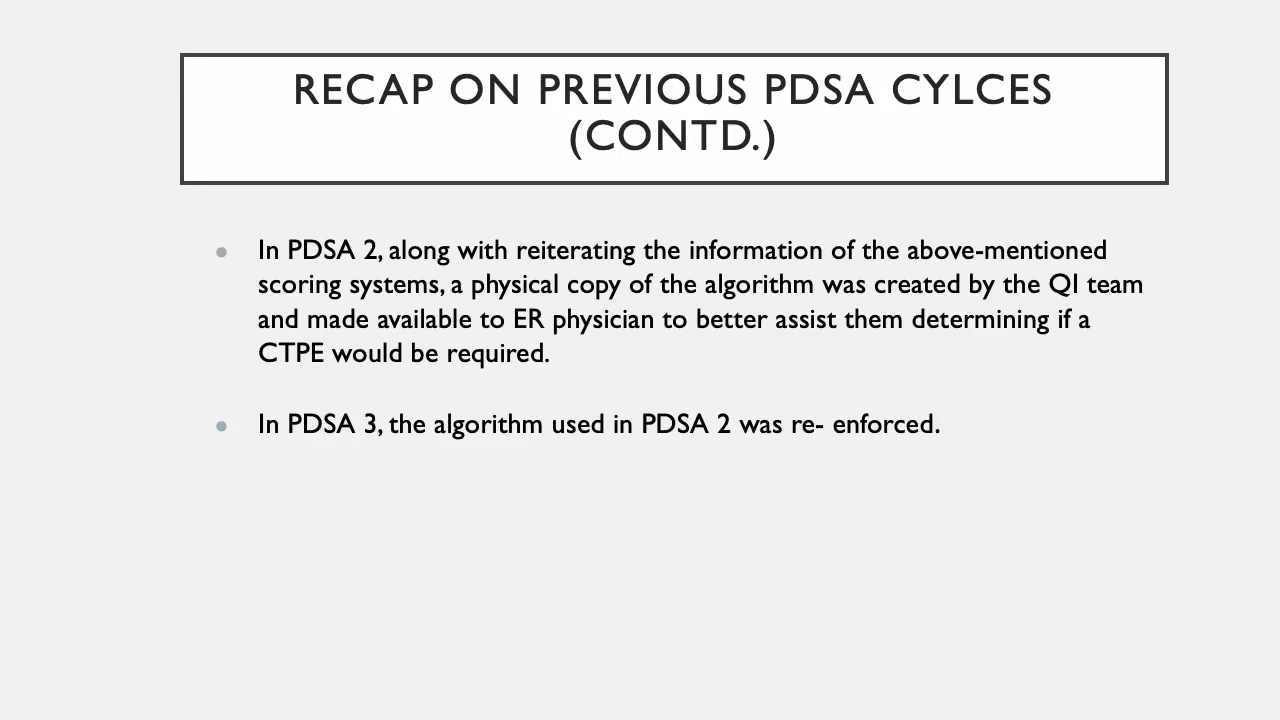 RECAP ON PREVIOUS PDSA CYLCES
(CONTD.)
In PDSA 2, along with reiterating the information of the above-mentioned
scoring systems, a physical copy of the algorithm was created by the QI team
and made available to ER physician to better assist them determining if a
CTPE would be required.
In PDSA 3, the algorithm used in PDSA 2 was re- enforced.